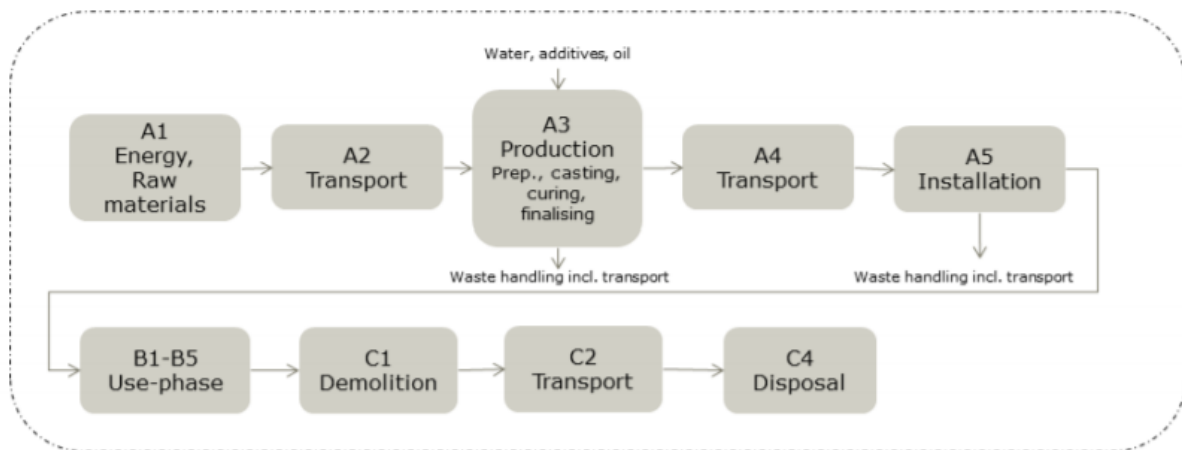 Water, additives, oil
A1
Energy,
Raw
materials
A2
Transport
A3
Production
Prep., casting,
curing,
finalising
A4
Transport
A5
Installation
Waste handling incl. transport
Waste handling incl. transport
B1-B5
Use-phase
C1
Demolition
C2
Transport
C4
Disposal